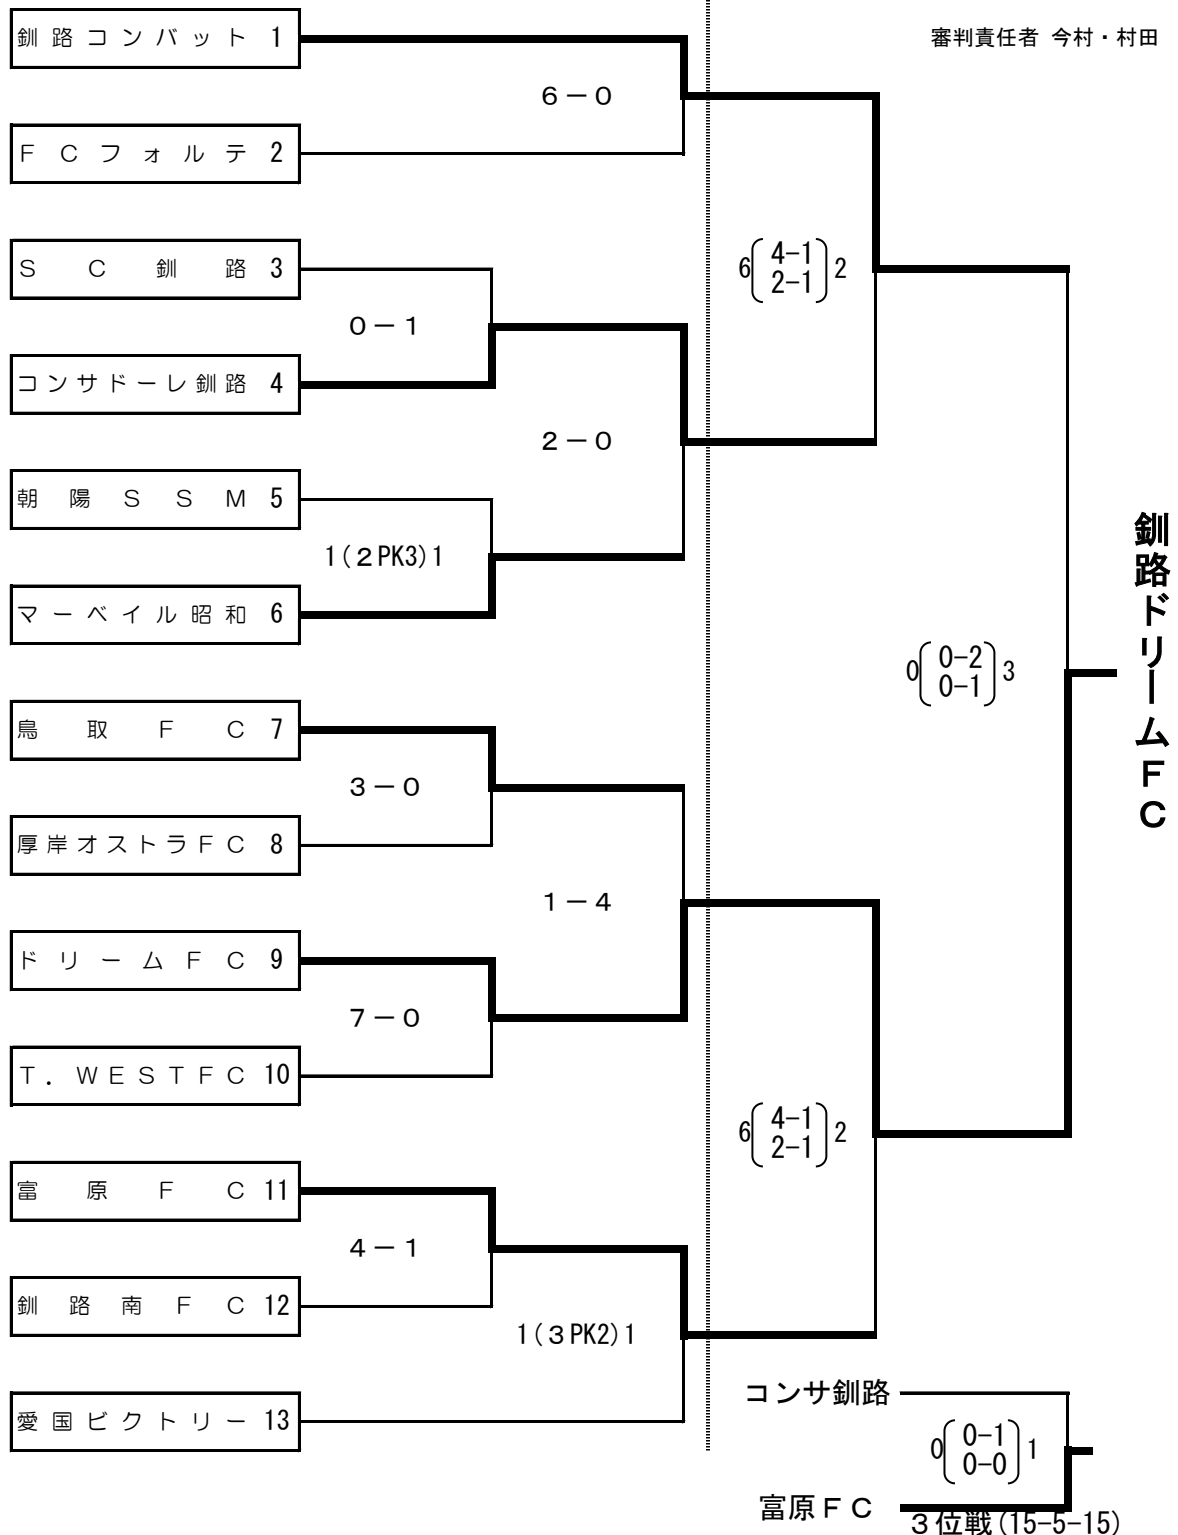 審判責任者 今村・村田
釧路コンバット 1
6－0
ＦＣフォルテ 2
ＳＣ釧路 3
6 4-1 2
2-1
0－1
コンサドーレ釧路 4
2－0
朝陽ＳＳＭ 5
1(2PK3)1
マーベイル昭和 6
釧路ドリームＦＣ
0 0-2 3
0-1
鳥取ＦＣ 7
3－0
厚岸オストラＦＣ 8
1－4
ドリームＦＣ 9
7－0
Ｔ．ＷＥＳＴＦＣ 10
6 4-1 2
2-1
富原ＦＣ 11
4－1
釧路南ＦＣ 12
1(3PK2)1
愛国ビクトリー 13
コンサ釧路
0 0-1 1
0-0
富原ＦＣ
3位戦(15-5-15)